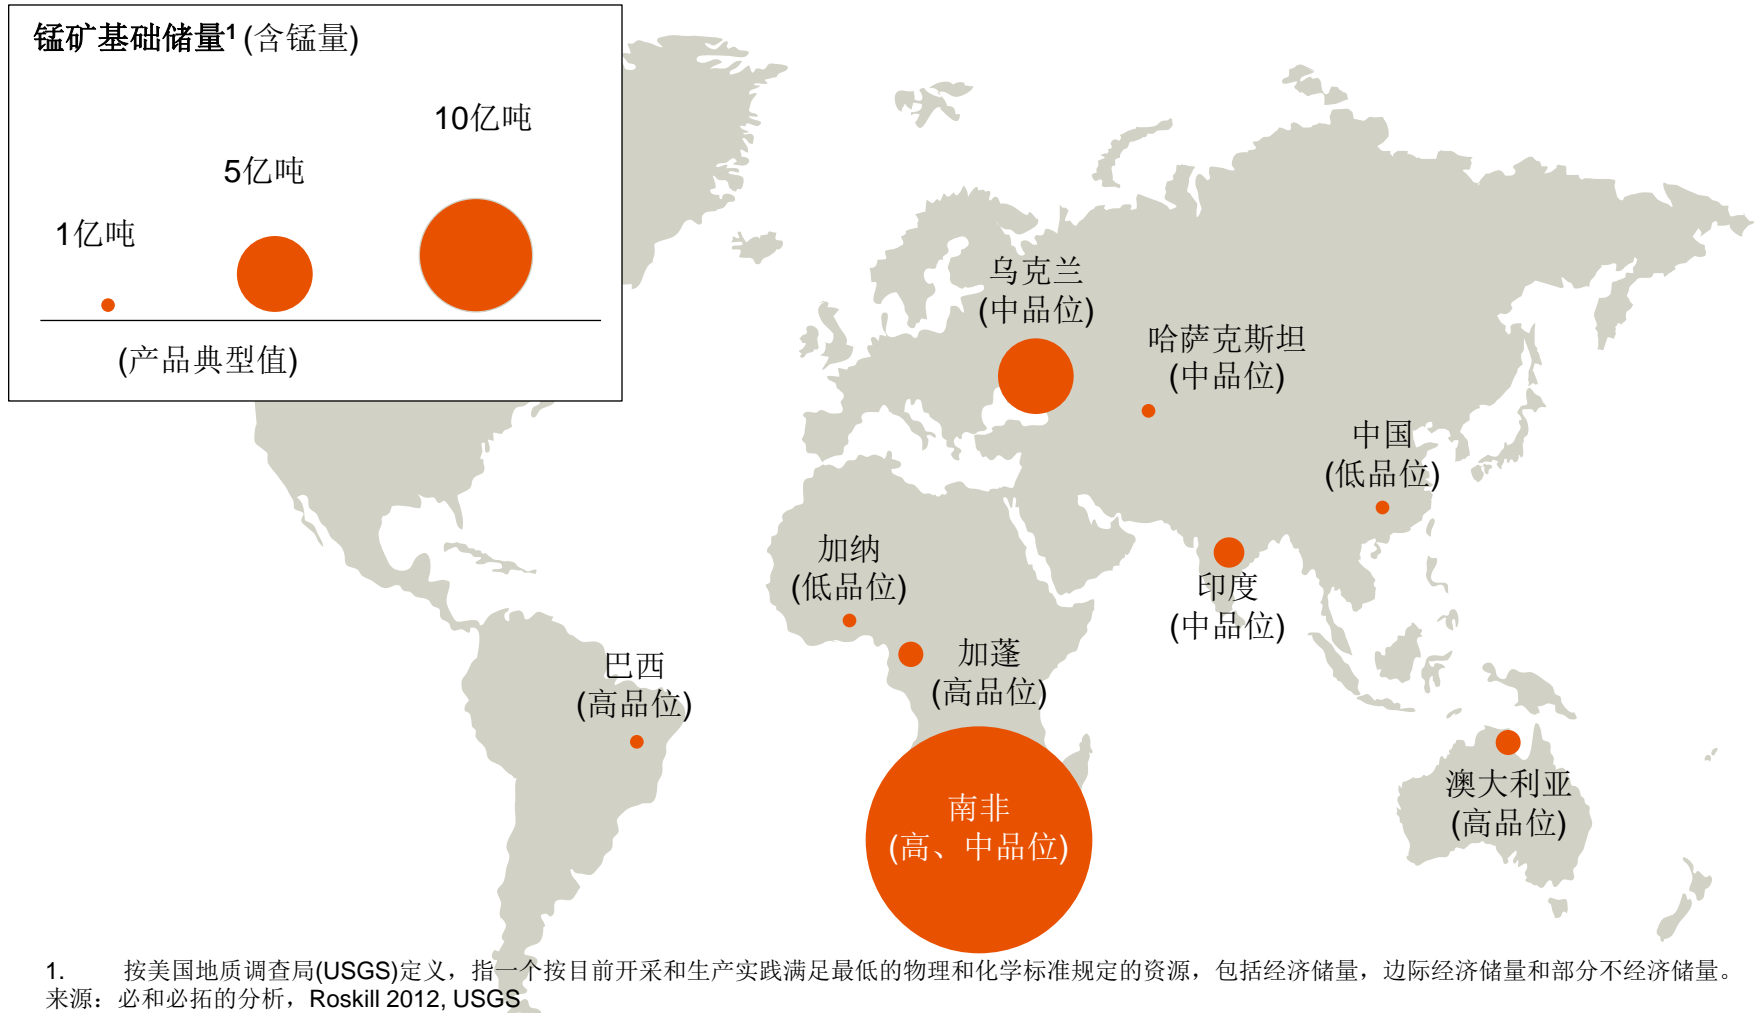 锰矿基础储量1 (含锰量)
10亿吨
5亿吨
1亿吨
(产品典型值)
乌克兰
(中品位)
哈萨克斯坦
(中品位)
中国
(低品位)
加纳
(低品位)
印度
(中品位)
加蓬
(高品位)
巴西
(高品位)
南非
(高、中品位)
澳大利亚
(高品位)
1. 按美国地质调查局(USGS)定义，指一个按目前开采和生产实践满足最低的物理和化学标准规定的资源，包括经济储量，边际经济储量和部分不经济储量。
来源：必和必拓的分析，Roskill 2012, USGS